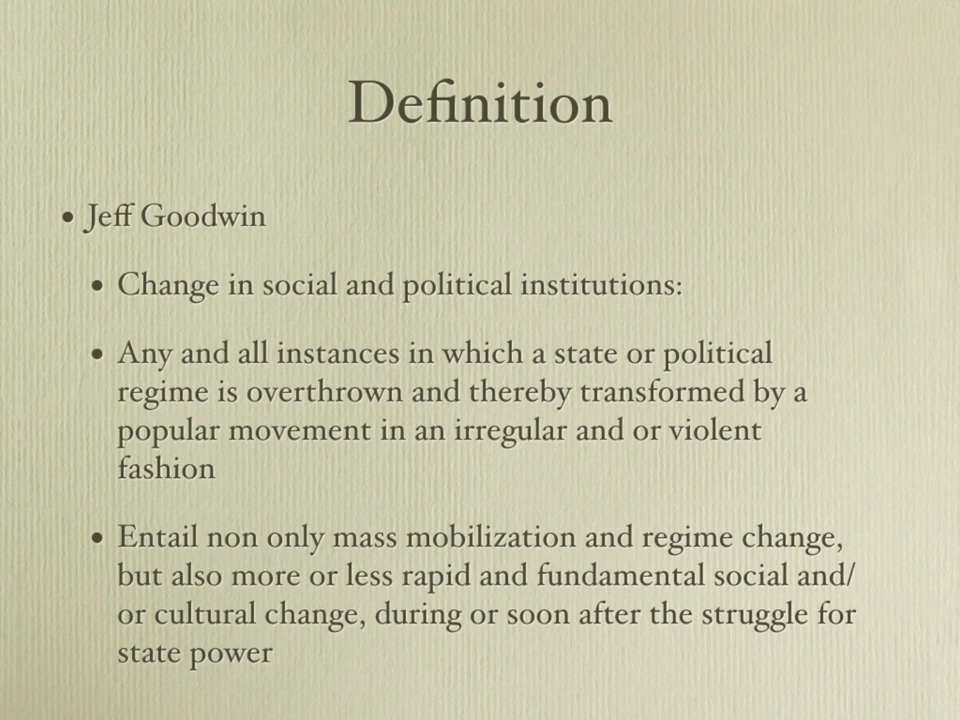 Definition
• Jeff Goodwin
• Change in social and political institutions:
• Any and all instances in which a state or political
regime is overthrown and thereby transformed by a
popular movement in an irregular and or violent
fashion
• Entail non only mass mobilization and regime change,
but also more or less rapid and fundamental social and/
or cultural change, during or soon after the struggle for
state power